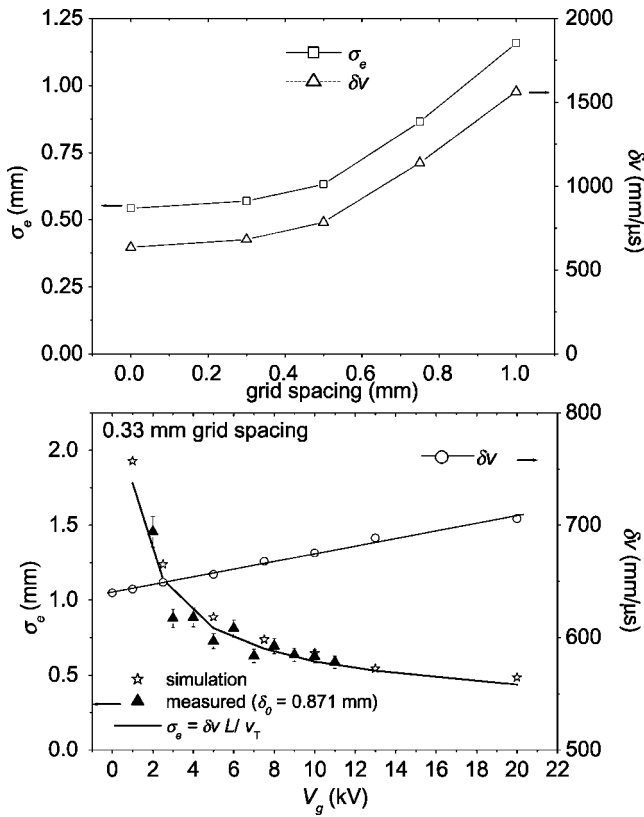 1.25
1.00
0.75
0.50
0.25
0.00
σe (mm)
σe
δv
2000
1500
1000
500
0
δv (mm/µs)
0.0 0.2 0.4 0.6 0.8 1.0
grid spacing (mm)
0.33 mm grid spacing
2.0
1.5
1.0
0.5
0.0
σe (mm)
δv
simulation
measured (δ0 = 0.871 mm)
σe = δv L/ vT
800
700
600
500
δv (mm/µs)
0 2 4 6 8 10 12 14 16 18 20 22
Vg (kV)